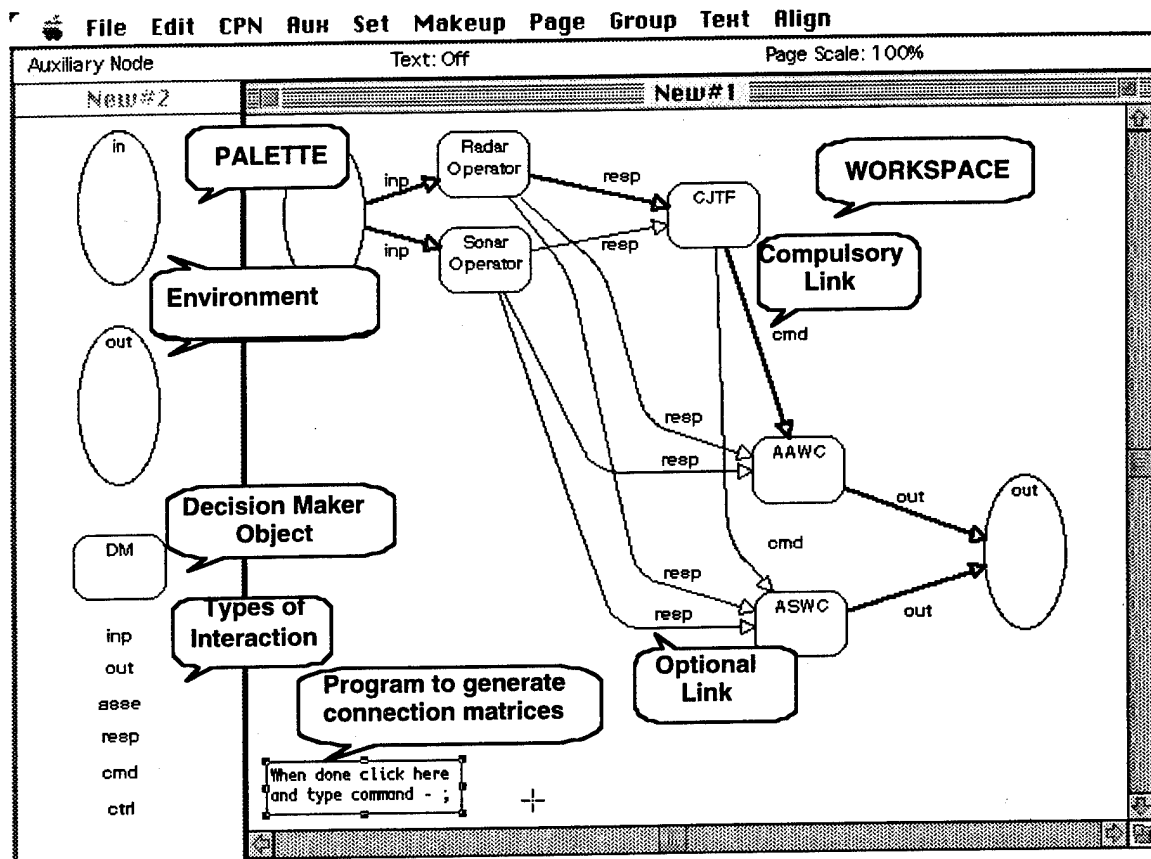 File Edit CPN Aux Set Makeup Page Group Text Align
Auxiliary Node Text: Off Page Scale: 100%
New#2
New#1
in
PALETTE
Environment
out
Decision Maker
Object
DM
Types of
Interaction
inp
out
asse
resp
cmd
ctrl
inp
inp
Radar
Operator
Sonar
Operator
resp
resp
CJTF
WORKSPACE
Compulsory
Link
cmd
resp
resp
AAWC
out
out
cmd
resp
resp
ASWC
out
Optional
Link
Program to generate
connection matrices
When done click here
and type command - ;